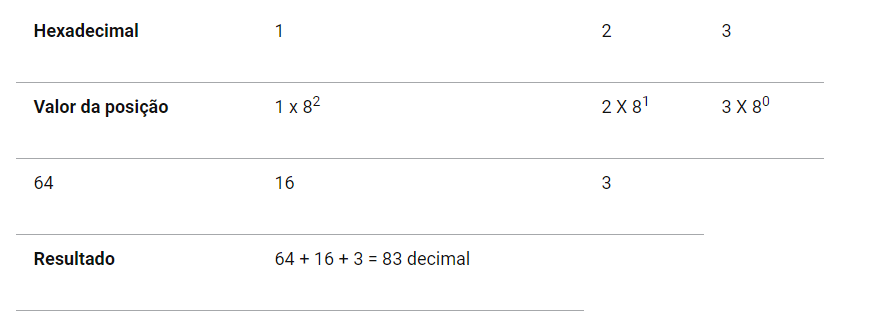 Hexadecimal 1 2 3
Valor da posição 1 x 8² 2 X 8¹ 3 X 8⁰
64 16 3
Resultado 64 + 16 + 3 = 83 decimal